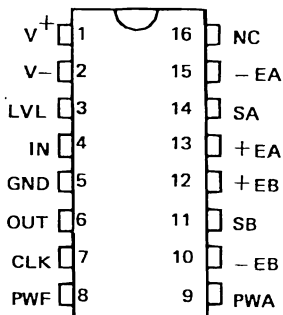 V+ 1 16 NC
V- 2 15 -EA
LVL 3 14 SA
IN 4 13 +EA
GND 5 12 +EB
OUT 6 11 SB
CLK 7 10 -EB
PWF 8 9 PWA